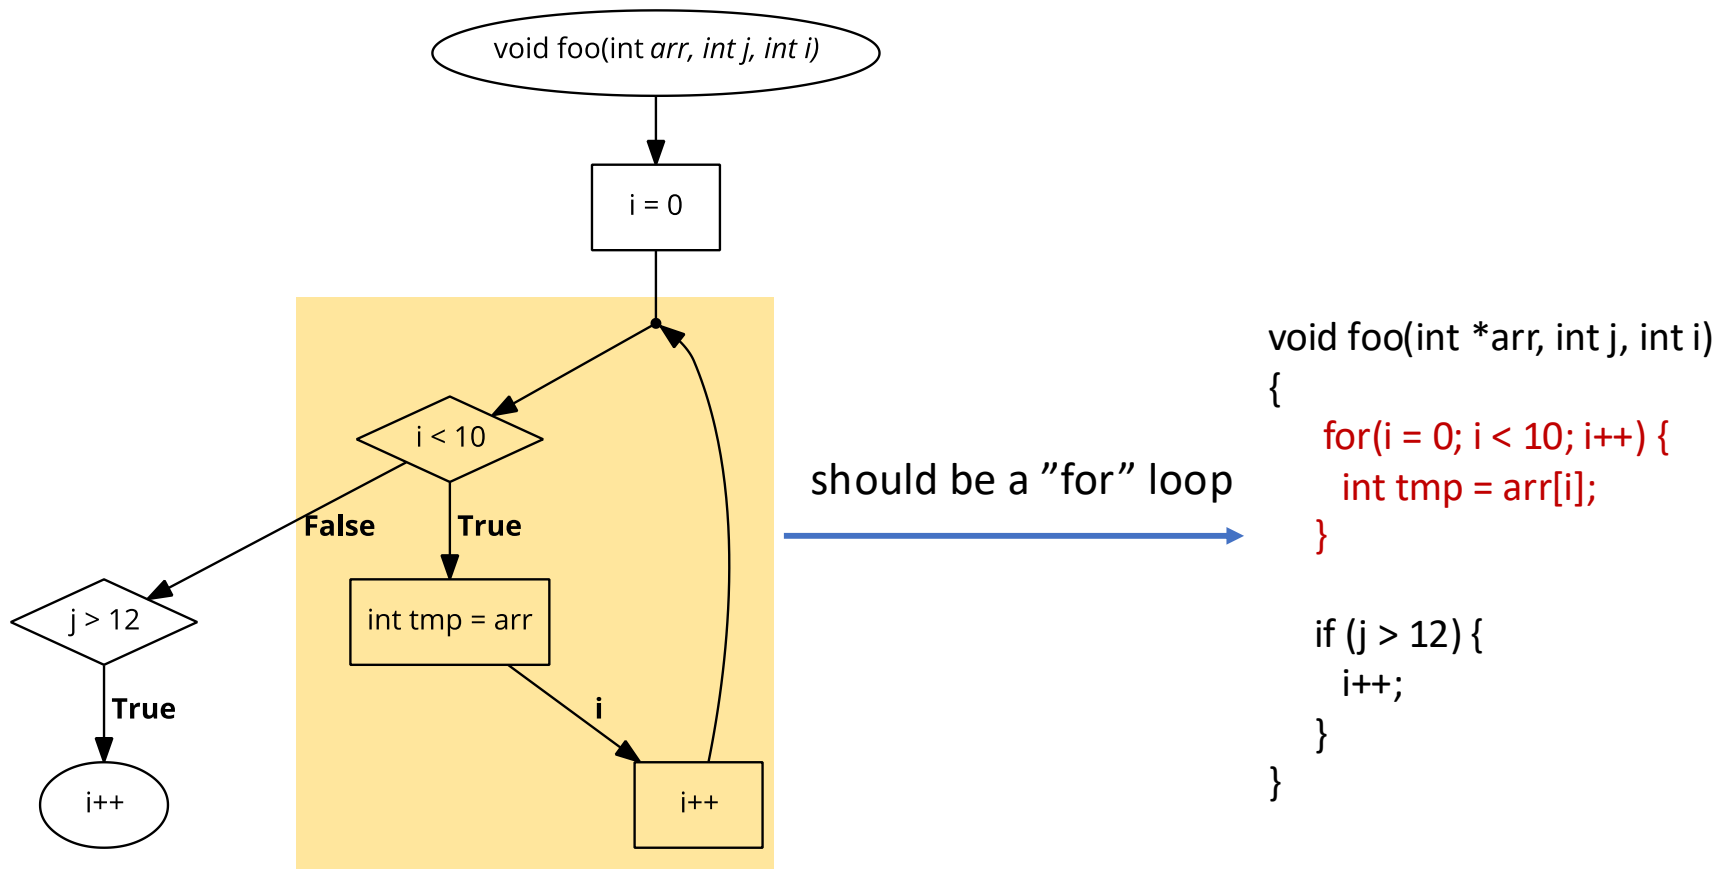 void foo(int arr, int j, int i)
i = 0
i < 10
False
True
j > 12
int tmp = arr
True
i
i++
i++
should be a ”for” loop
void foo(int *arr, int j, int i)
{
for(i = 0; i < 10; i++) {
int tmp = arr[i];
}
if (j > 12) {
i++;
}
}